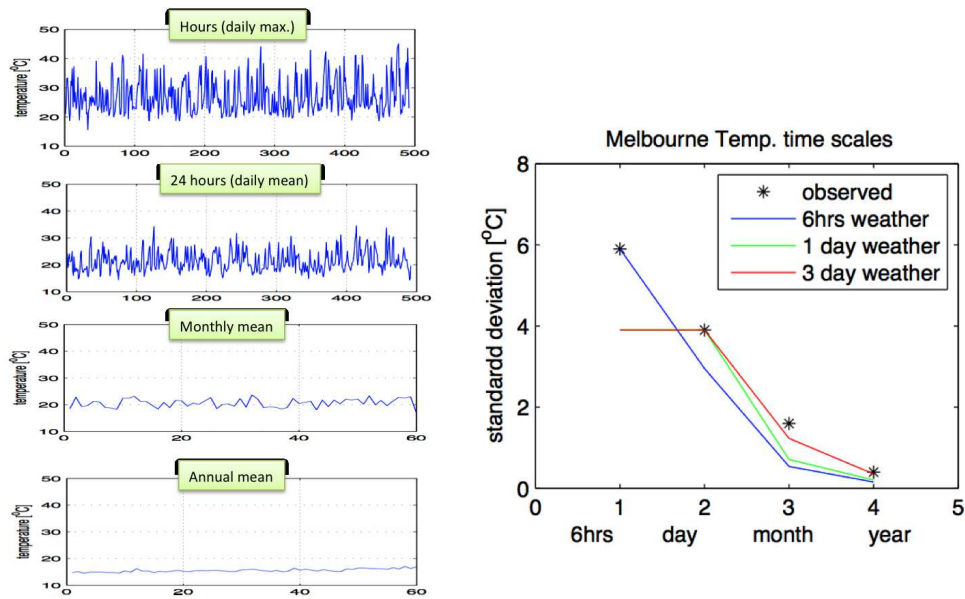 Hours (daily max.)
temperature [⁰C]
50
40
30
20
10
0 100 200 300 400 500
24 hours (daily mean)
50
40
30
20
10
0 100 200 300 400 500
Monthly mean
temperature [⁰C]
50
40
30
20
10
0 20 40 60
Annual mean
temperature [⁰C]
50
40
30
20
10
0 20 40 60
Melbourne Temp. time scales
standardd deviation [⁰C]
8
6
4
2
0
observed
6hrs weather
1 day weather
3 day weather
0 1 2 3 4 5
6hrs day month year